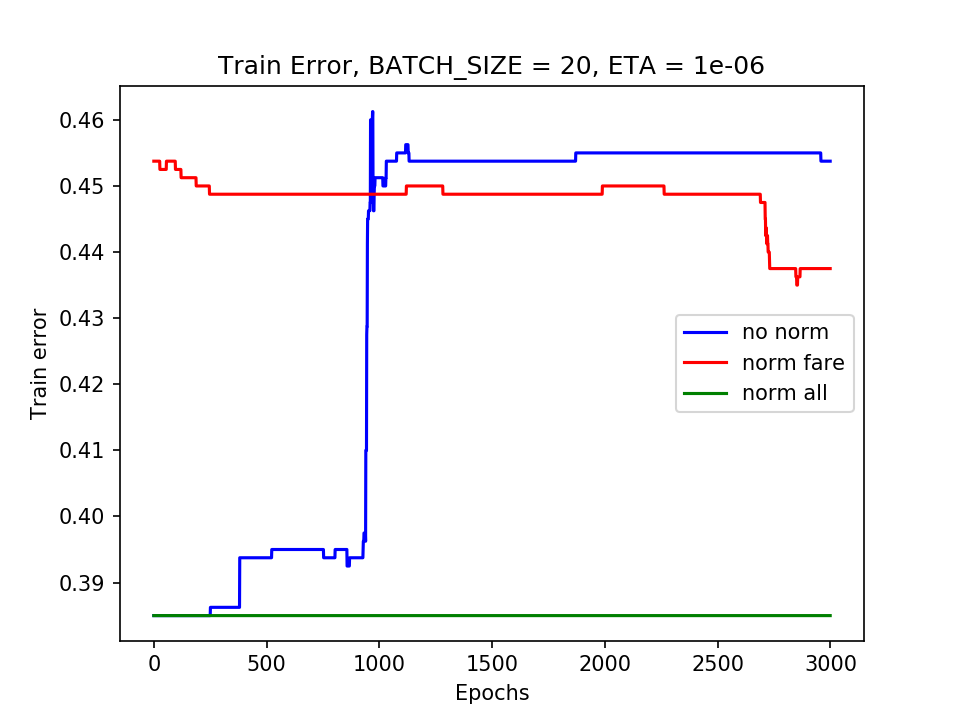 Train Error, BATCH_SIZE = 20, ETA = 1e-06
0.46
0.45
0.44
0.43
0.42
0.41
0.40
0.39
Train error
no norm
norm fare
norm all
0 500 1000 1500 2000 2500 3000
Epochs